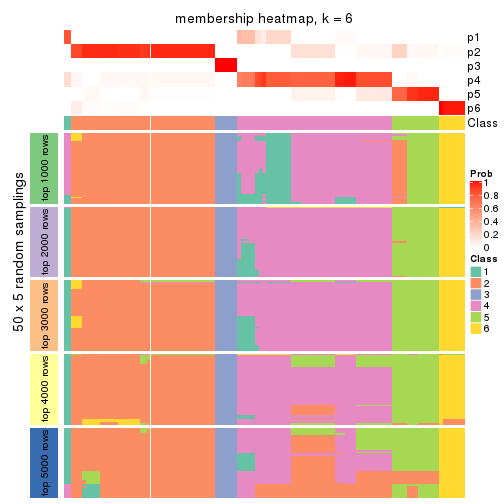 membership heatmap, k = 6
p1
p2
p3
p4
p5
p6
Class
50 x 5 random samplings
top 1000 rows
top 2000 rows
top 3000 rows
top 4000 rows
top 5000 rows
Prob
1
0.8
0.6
0.4
0.2
0
Class
1
2
3
4
5
6